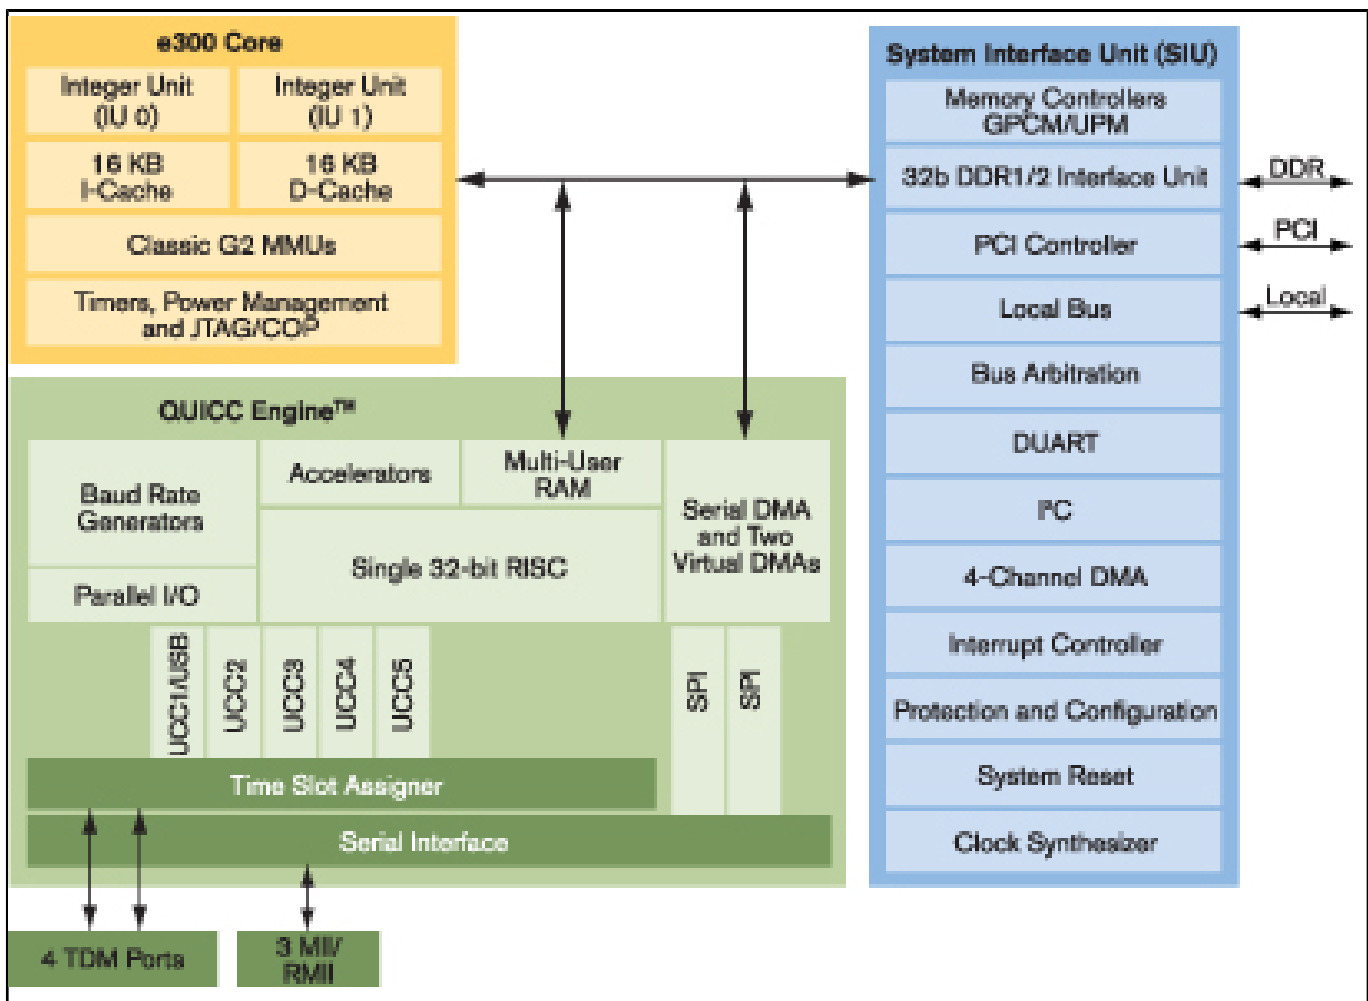 e300 Core
Integer Unit
(IU 0)
Integer Unit
(IU 1)
16 KB
I-Cache
16 KB
D-Cache
Classic G2 MMUs
Timers, Power Management
and JTAG/COP
System Interface Unit (SIU)
Memory Controllers
GPCM/UPM
32b DDR1/2 Interface Unit
PCI Controller
Local Bus
Bus Arbitration
DUART
I²C
4-Channel DMA
Interrupt Controller
Protection and Configuration
System Reset
Clock Synthesizer
DDR
PCI
Local
QUICC Engine™
Baud Rate
Generators
Accelerators
Multi-User
RAM
Serial DMA
and Two
Virtual DMAs
Single 32-bit RISC
Parallel I/O
UCC1/USB
UCC2
UCC3
UCC4
UCC5
SPI
SPI
Time Slot Assigner
Serial Interface
4 TDM Ports
3 MII/
RMII